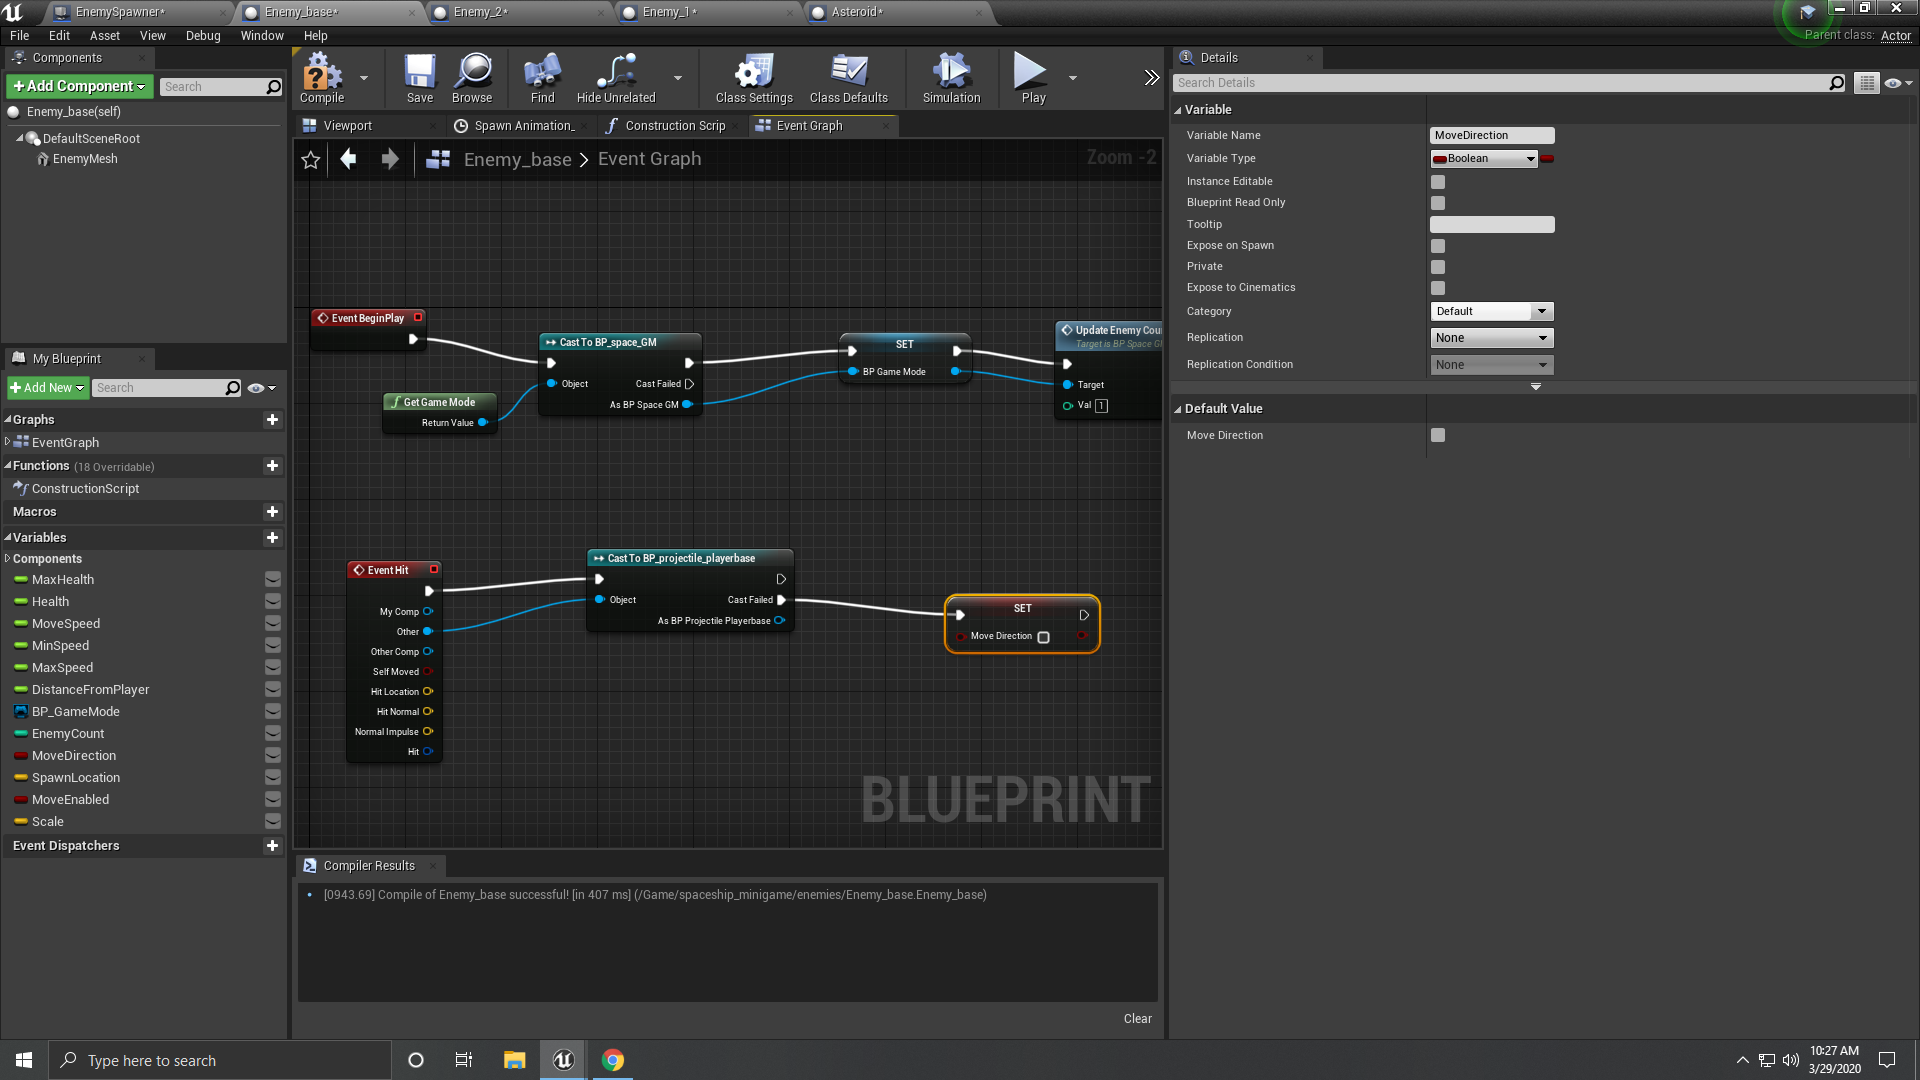 EnemySpawner*
Enemy_base*
Enemy_2*
Enemy_1*
Asteroid*
File Edit Asset View Debug Window Help
Parent class: Actor
Components
Add Component
Search
Enemy_base(self)
DefaultSceneRoot
EnemyMesh
My Blueprint
Add New
Search
Graphs
EventGraph
Functions (18 Overridable)
ConstructionScript
Macros
Variables
Components
MaxHealth
Health
MoveSpeed
MinSpeed
MaxSpeed
DistanceFromPlayer
BP_GameMode
EnemyCount
MoveDirection
SpawnLocation
MoveEnabled
Scale
Event Dispatchers
Compile
Save
Browse
Find
Hide Unrelated
Class Settings
Class Defaults
Simulation
Play
Viewport
Spawn Animation_
Construction Scrip
Event Graph
Enemy_base > Event Graph
Zoom -2
Event BeginPlay
Get Game Mode
Return Value
Cast To BP_space_GM
Object
Cast Failed
As BP Space GM
SET
BP Game Mode
Update Enemy Cou
Target is BP Space G
Target
Val 1
Event Hit
My Comp
Other
Other Comp
Self Moved
Hit Location
Hit Normal
Normal Impulse
Hit
Cast To BP_projectile_playerbase
Object
Cast Failed
As BP Projectile Playerbase
SET
Move Direction
BLUEPRINT
Compiler Results
[0943.69] Compile of Enemy_base successful! [in 407 ms] (/Game/spaceship_minigame/enemies/Enemy_base.Enemy_base)
Clear
Details
Search Details
Variable
Variable Name MoveDirection
Variable Type Boolean
Instance Editable
Blueprint Read Only
Tooltip
Expose on Spawn
Private
Expose to Cinematics
Category Default
Replication None
Replication Condition None
Default Value
Move Direction
Type here to search
10:27 AM
3/29/2020